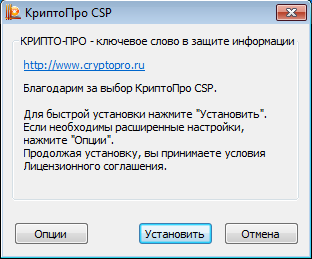 КриптоПро CSP
КРИПТО-ПРО - ключевое слово в защите информации
http://www.cryptopro.ru
Благодарим за выбор КриптоПро CSP.
Для быстрой установки нажмите "Установить".
Если необходимы расширенные настройки,
нажмите "Опции".
Продолжая установку, вы принимаете условия
Лицензионного соглашения.
Опции
Установить
Отмена